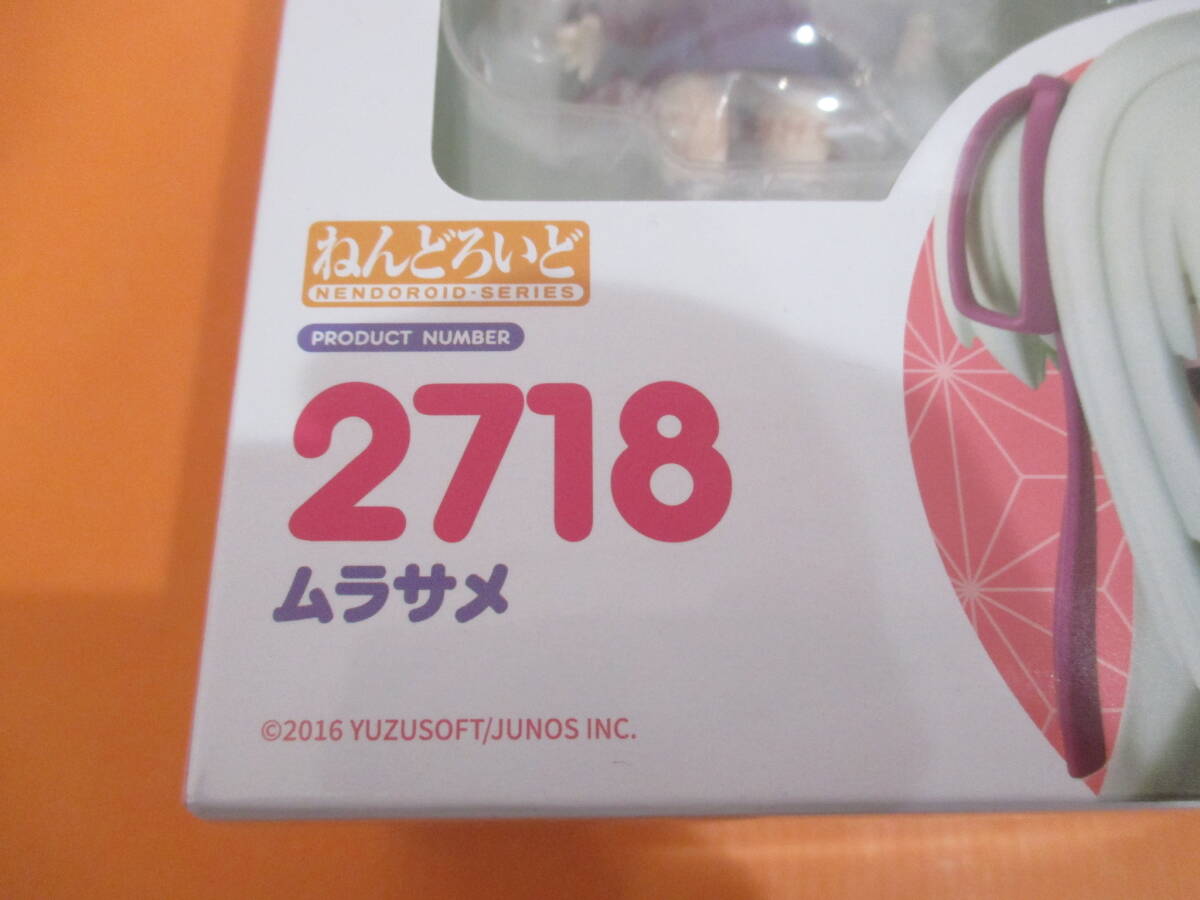 ねんどろいど
NENDOROID-SERIES
PRODUCT NUMBER
2718
ムラサメ
©2016 YUZUSOFT/JUNOS INC.